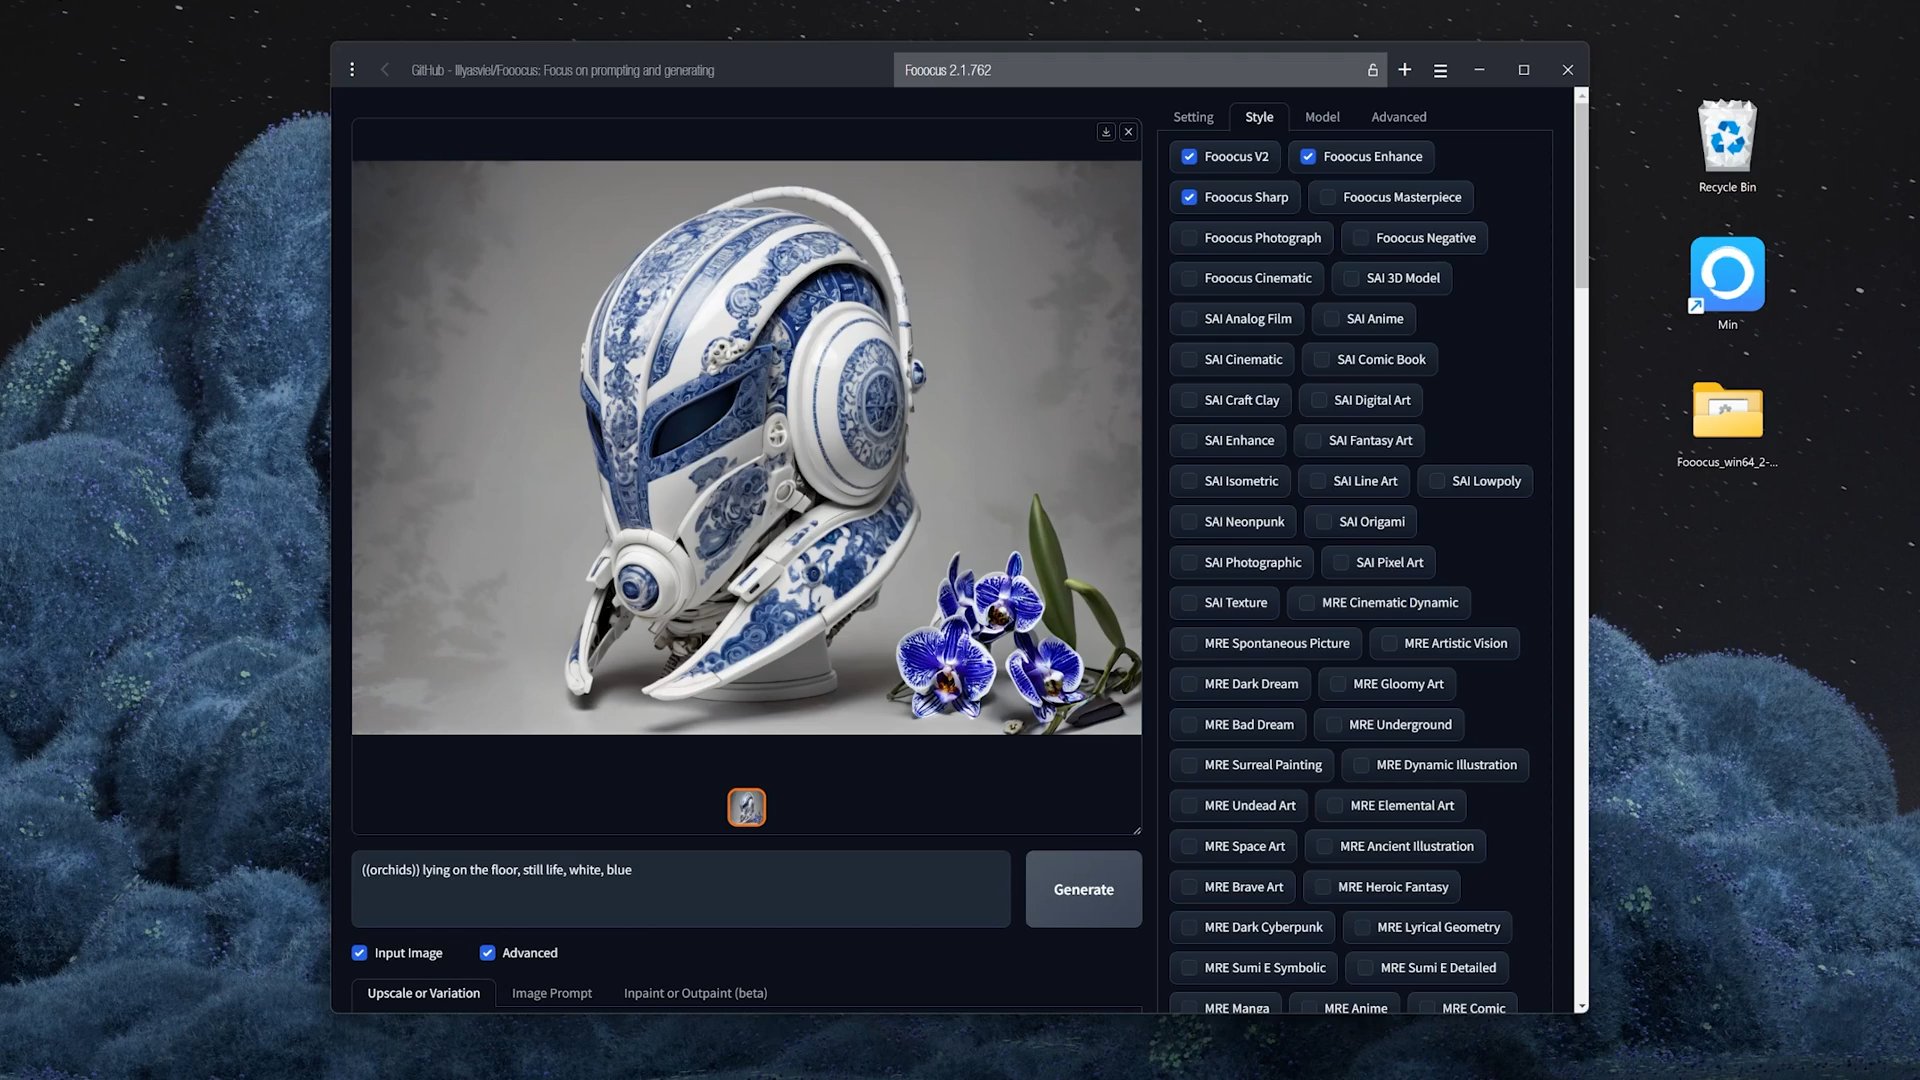 GitHub - lllyasviel/Fooocus: Focus on prompting and generating
Fooocus 2.1.762
Setting Style Model Advanced
Fooocus V2 Fooocus Enhance
Fooocus Sharp Fooocus Masterpiece
Fooocus Photograph Fooocus Negative
Fooocus Cinematic SAI 3D Model
SAI Analog Film SAI Anime
SAI Cinematic SAI Comic Book
SAI Craft Clay SAI Digital Art
SAI Enhance SAI Fantasy Art
SAI Isometric SAI Line Art SAI Lowpoly
SAI Neonpunk SAI Origami
SAI Photographic SAI Pixel Art
SAI Texture MRE Cinematic Dynamic
MRE Spontaneous Picture MRE Artistic Vision
MRE Dark Dream MRE Gloomy Art
MRE Bad Dream MRE Underground
MRE Surreal Painting MRE Dynamic Illustration
MRE Undead Art MRE Elemental Art
MRE Space Art MRE Ancient Illustration
MRE Brave Art MRE Heroic Fantasy
MRE Dark Cyberpunk MRE Lyrical Geometry
MRE Sumi E Symbolic MRE Sumi E Detailed
MRE Manga MRE Anime MRE Comic
((orchids)) lying on the floor, still life, white, blue
Generate
Input Image Advanced
Upscale or Variation Image Prompt Inpaint or Outpaint (beta)
Recycle Bin
Min
Fooocus_win64_2-...